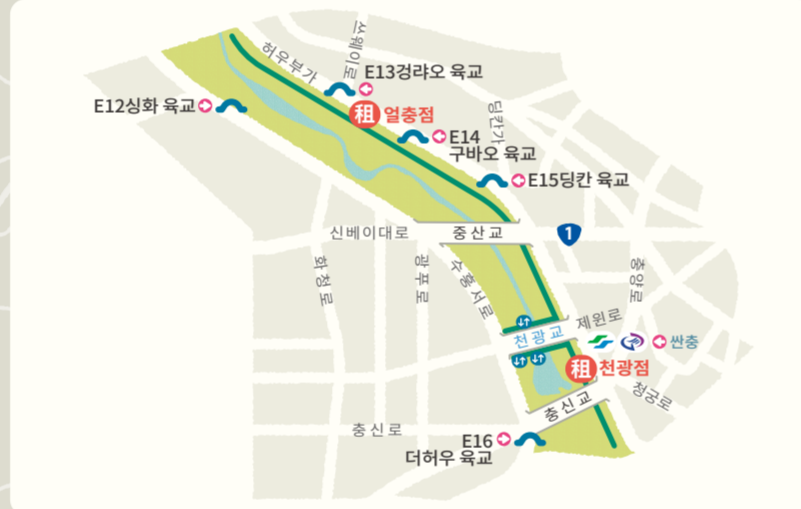 쓰웨이로
허우부가
E13겅랴오 육교
E12싱화 육교
租 얼충점
딩칸가
E14
구바오 육교
E15딩칸 육교
신베이대로
중산교
1
화청로
광푸로
수훙서로
충양로
제윈로
천광교
싼충
租 천광점
청궁로
충신교
충신로
E16
더허우 육교